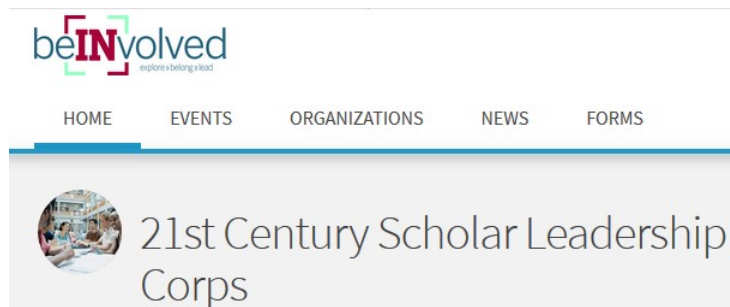 beINvolved
explore»belong»lead
HOME EVENTS ORGANIZATIONS NEWS FORMS
21st Century Scholar Leadership
Corps